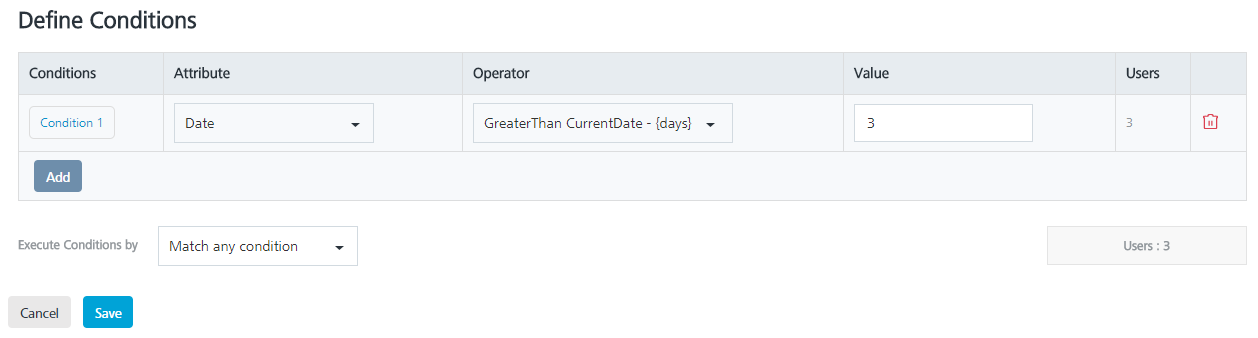 Define Conditions
Conditions Attribute Operator Value Users
Condition 1 Date GreaterThan CurrentDate - {days} 3 3
Add
Execute Conditions by Match any condition Users : 3
Cancel Save